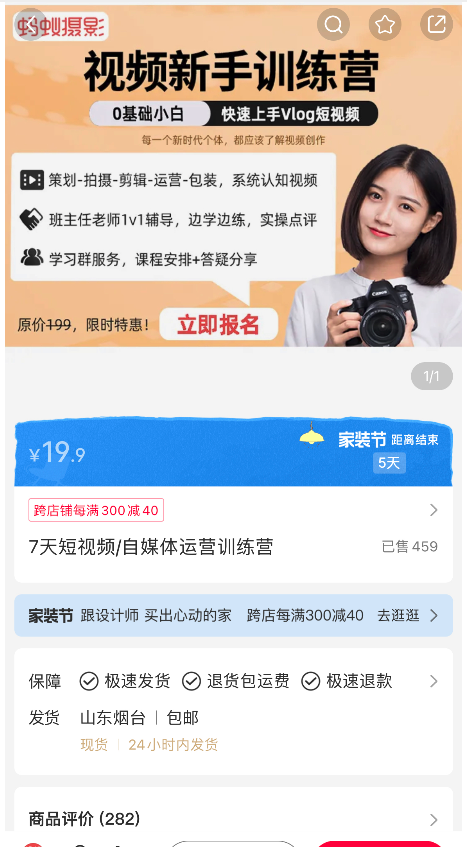 蚂蚁摄影
视频新手训练营
0基础小白 快速上手Vlog短视频
每一个新时代个体，都应该了解视频创作
策划-拍摄-剪辑-运营-包装，系统认知视频
班主任老师1v1辅导，边学边练，实操点评
学习群服务，课程安排+答疑分享
原价199，限时特惠！ 立即报名
Canon
1/1
¥19.9 家装节 距离结束
5天
跨店铺每满300减40
7天短视频/自媒体运营训练营 已售 459
家装节 跟设计师 买出心动的家 跨店每满300减40 去逛逛
保障 极速发货 退货包运费 极速退款
发货 山东烟台 | 包邮
现货 | 24小时内发货
商品评价 (282)